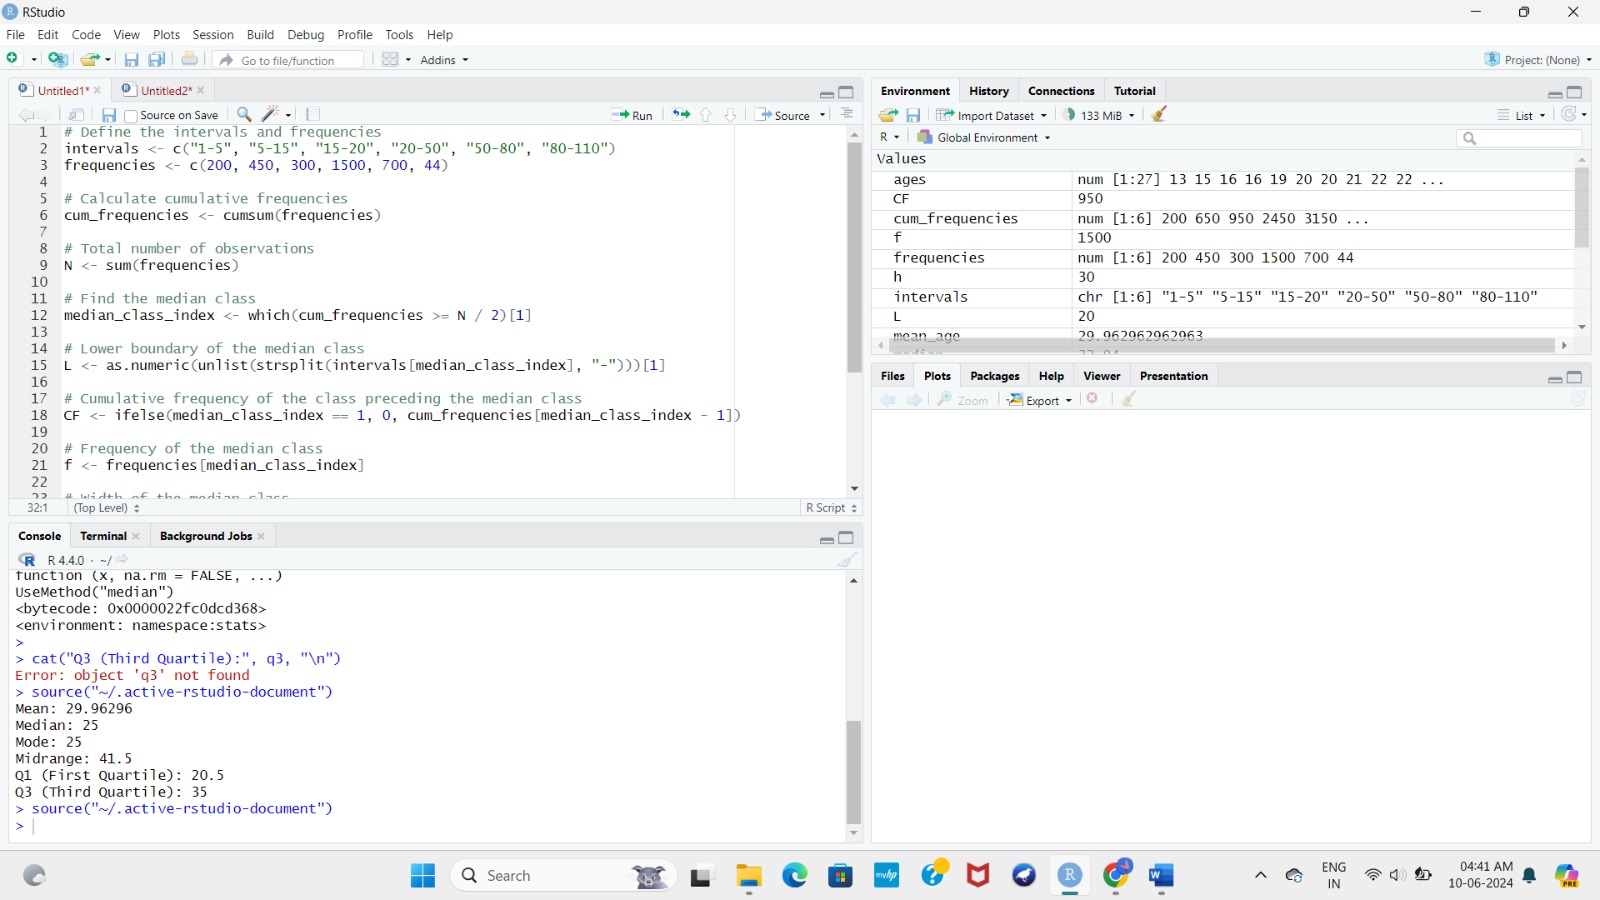 RStudio
File Edit Code View Plots Session Build Debug Profile Tools Help
Go to file/function Addins Project: (None)
Untitled1* Untitled2*
Source on Save Run Source
1 # Define the intervals and frequencies
2 intervals <- c("1-5", "5-15", "15-20", "20-50", "50-80", "80-110")
3 frequencies <- c(200, 450, 300, 1500, 700, 44)
4
5 # Calculate cumulative frequencies
6 cum_frequencies <- cumsum(frequencies)
7
8 # Total number of observations
9 N <- sum(frequencies)
10
11 # Find the median class
12 median_class_index <- which(cum_frequencies >= N / 2)[1]
13
14 # Lower boundary of the median class
15 L <- as.numeric(unlist(strsplit(intervals[median_class_index], "-")))[1]
16
17 # Cumulative frequency of the class preceding the median class
18 CF <- ifelse(median_class_index == 1, 0, cum_frequencies[median_class_index - 1])
19
20 # Frequency of the median class
21 f <- frequencies[median_class_index]
22
23 # Width of the median class
32:1 (Top Level) R Script
Console Terminal Background Jobs
R 4.4.0 · ~/
function (x, na.rm = FALSE, ...)
UseMethod("median")
<bytecode: 0x0000022fc0dcd368>
<environment: namespace:stats>
>
> cat("Q3 (Third Quartile):", q3, "\n")
Error: object 'q3' not found
> source("~/.active-rstudio-document")
Mean: 29.96296
Median: 25
Mode: 25
Midrange: 41.5
Q1 (First Quartile): 20.5
Q3 (Third Quartile): 35
> source("~/.active-rstudio-document")
>
Environment History Connections Tutorial
Import Dataset 133 MiB List
R Global Environment
Values
ages num [1:27] 13 15 16 16 19 20 20 21 22 22 ...
CF 950
cum_frequencies num [1:6] 200 650 950 2450 3150 ...
f 1500
frequencies num [1:6] 200 450 300 1500 700 44
h 30
intervals chr [1:6] "1-5" "5-15" "15-20" "20-50" "50-80" "80-110"
L 20
mean_age 29.962962962963
Files Plots Packages Help Viewer Presentation
Zoom Export
Search
myhp
ENG
IN
04:41 AM
10-06-2024
PRE